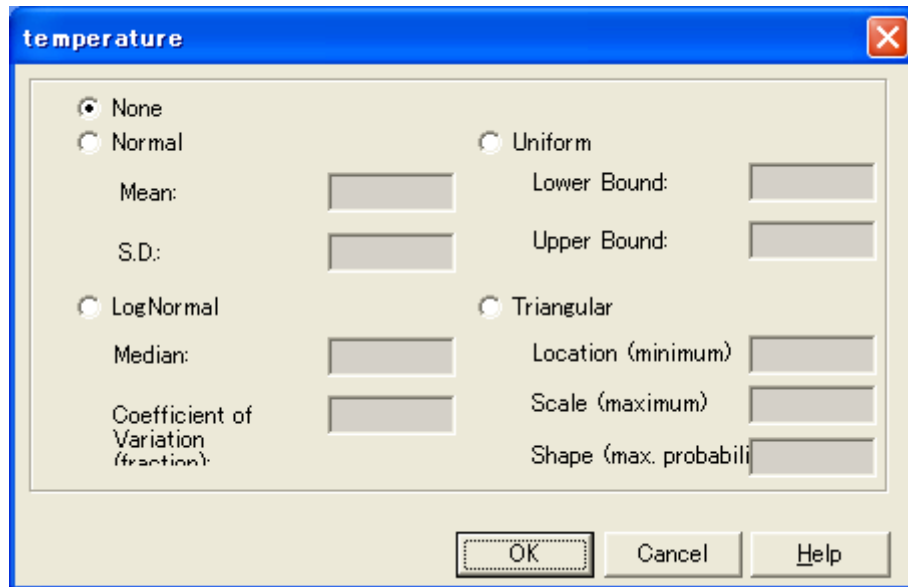 temperature
None
Normal
Mean:
S.D.:
LogNormal
Median:
Coefficient of
Variation
(fraction):
Uniform
Lower Bound:
Upper Bound:
Triangular
Location (minimum)
Scale (maximum)
Shape (max. probabili
OK
Cancel
Help